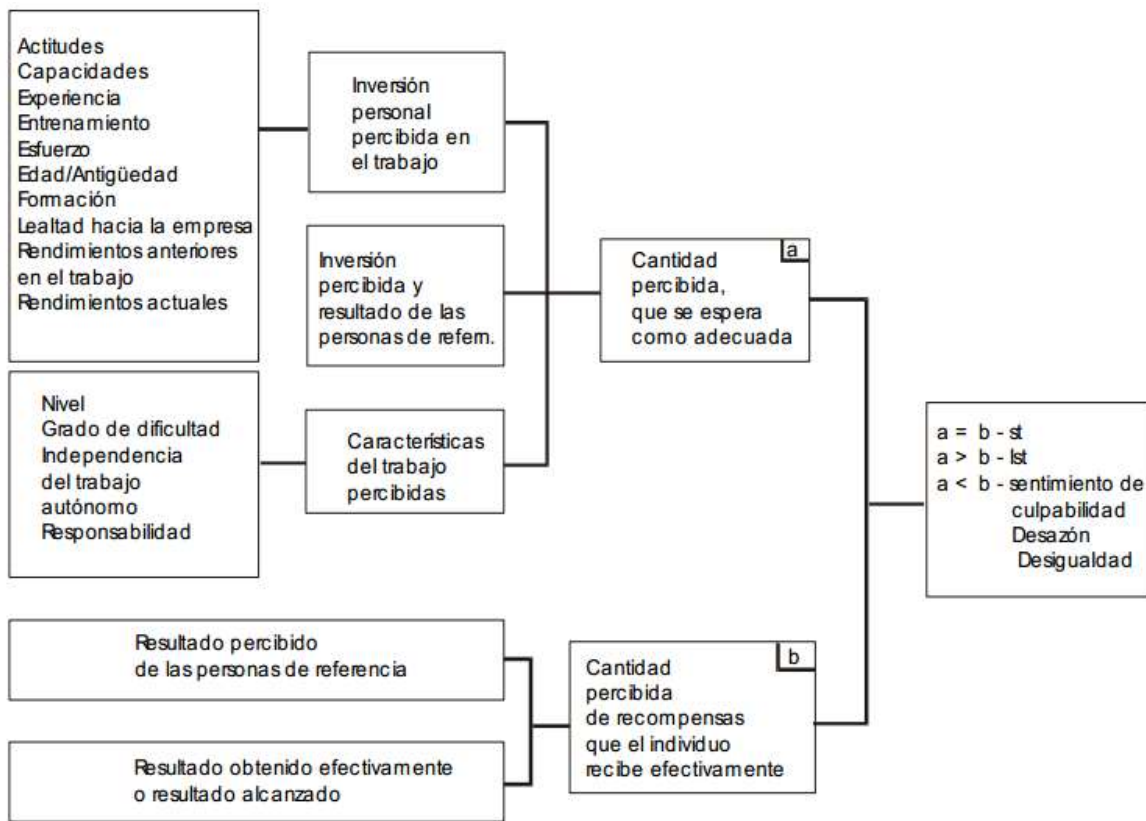 Actitudes
Capacidades
Experiencia
Entrenamiento
Esfuerzo
Edad/Antigüedad
Formación
Lealtad hacia la empresa
Rendimientos anteriores
en el trabajo
Rendimientos actuales
Inversión
personal
percibida en
el trabajo
Inversión
percibida y
resultado de las
personas de refern.
Nivel
Grado de dificultad
Independencia
del trabajo
autónomo
Responsabilidad
Características
del trabajo
percibidas
a
Cantidad
percibida,
que se espera
como adecuada
a = b - st
a > b - Ist
a < b - sentimiento de
culpabilidad
Desazón
Desigualdad
Resultado percibido
de las personas de referencia
Resultado obtenido efectivamente
o resultado alcanzado
b
Cantidad
percibida
de recompensas
que el individuo
recibe efectivamente